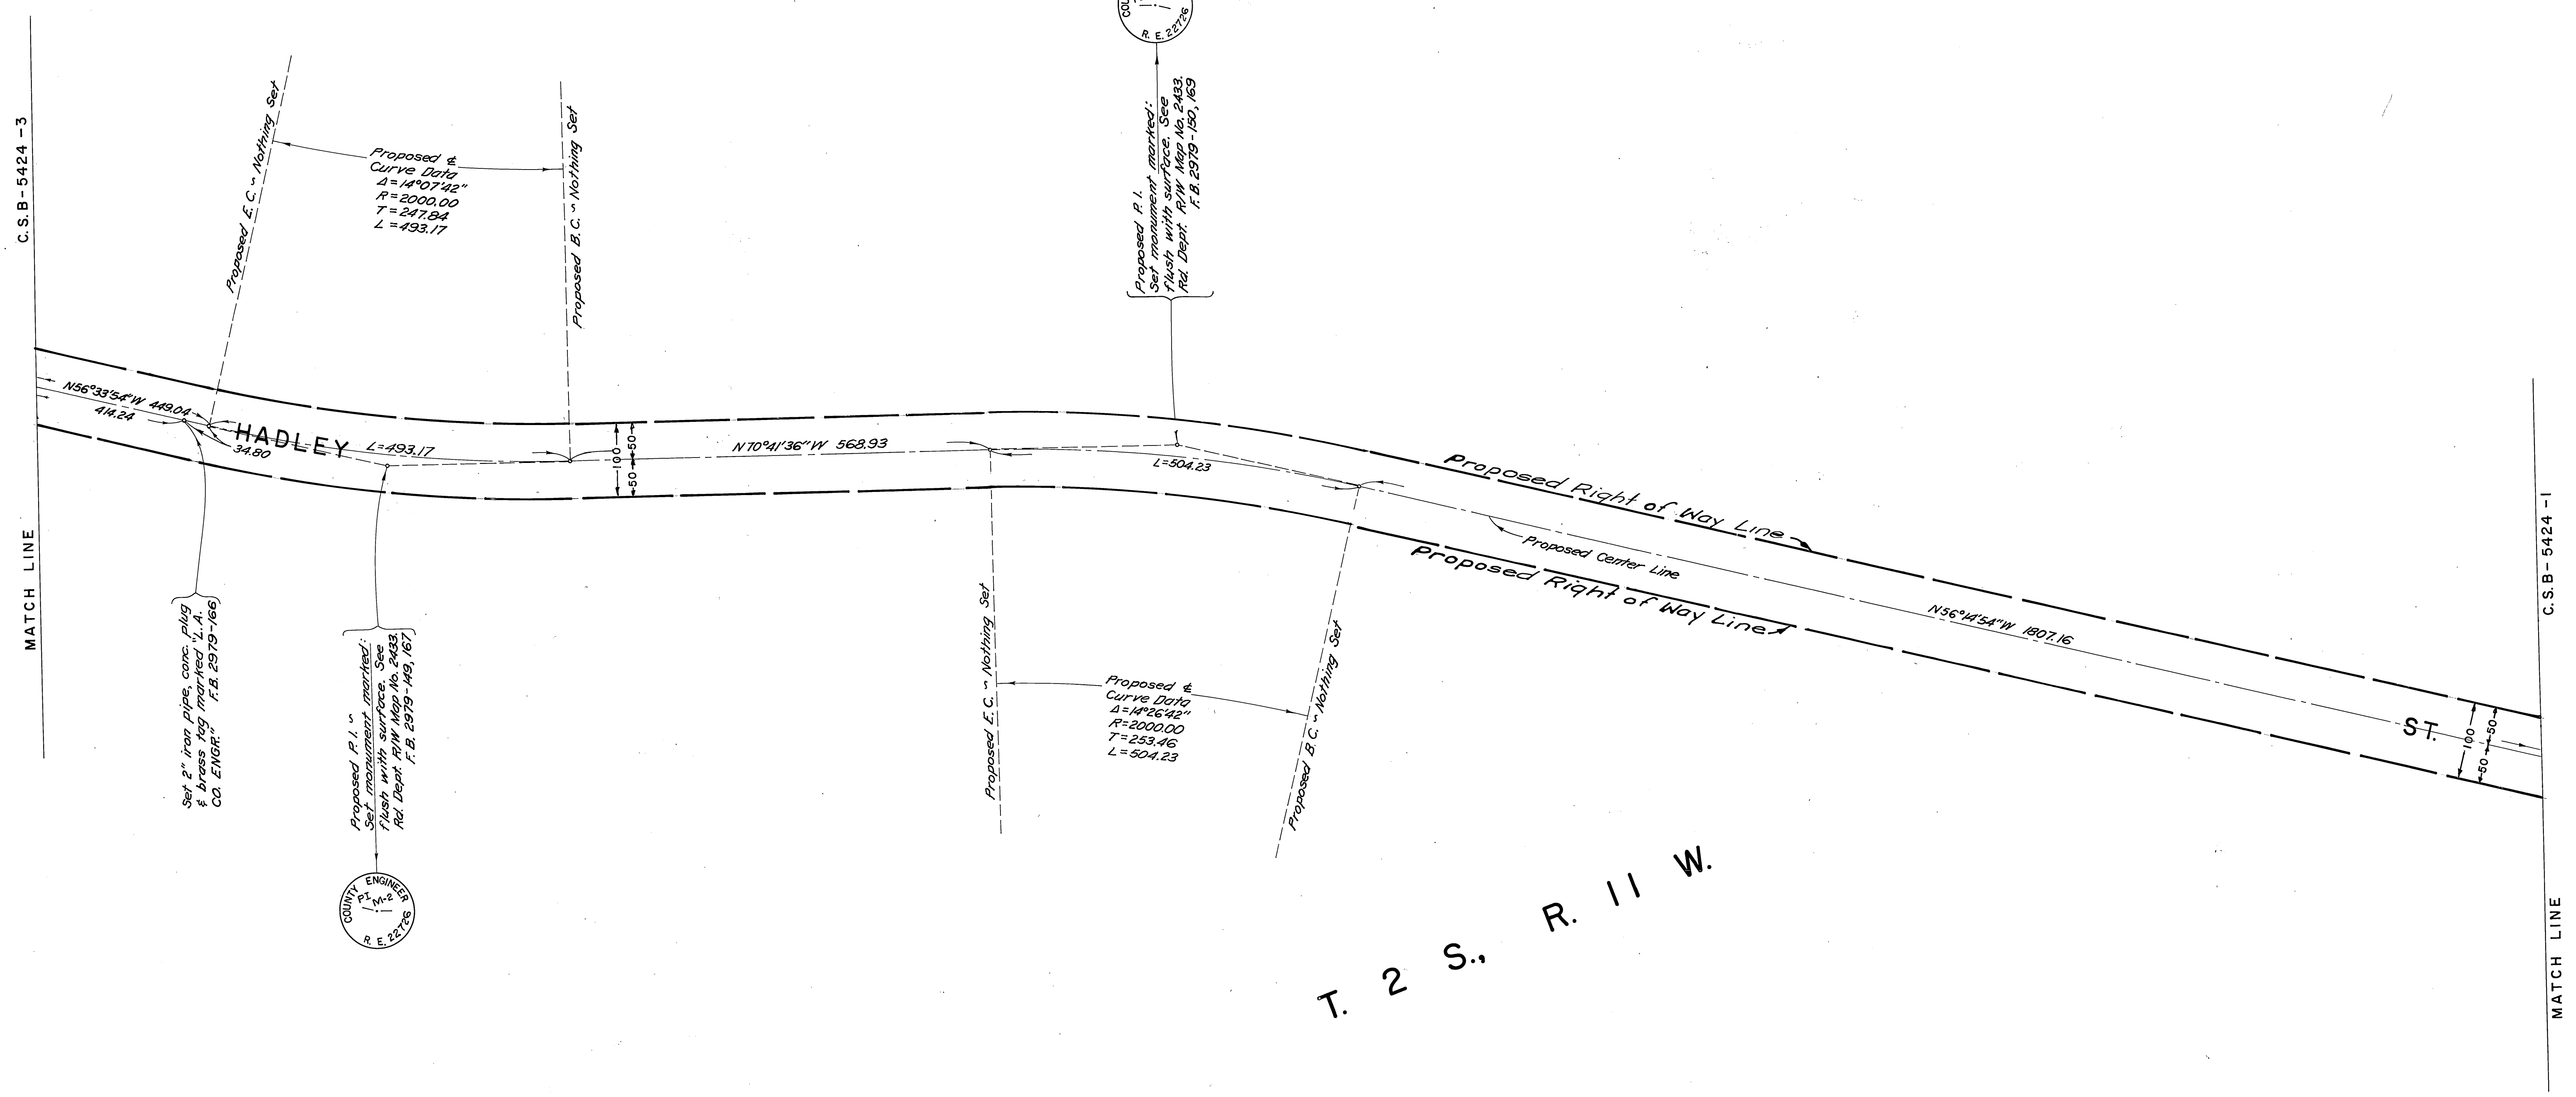 C.S.B-5424-3
MATCH LINE
Proposed E.C. ~ Nothing Set
Proposed ℄
Curve Data
Δ=14°07'42"
R=2000.00
T=247.84
L=493.17
Proposed B.C. ~ Nothing Set
R. E. 22726
Proposed P.I.
Set monument marked:
flush with surface. See
Rd. Dept. R/W Map No. 2433.
F.B. 2979-150, 169
N56°33'54"W 449.04
414.24
34.80
HADLEY
L=493.17
100
50
50
N70°41'36"W 568.93
L=504.23
Proposed Right of Way Line
Proposed Center Line
Proposed Right of Way Line
N56°14'54"W 1807.16
ST.
100
50
50
Set 2" iron pipe, conc. plug
& brass tag marked "L.A.
CO. ENGR." F.B. 2979-166
Proposed P.I. ~
Set monument marked:
flush with surface. See
Rd. Dept. R/W Map No. 2433.
F.B. 2979-149, 167
COUNTY ENGINEER
PI
M-2
R. E. 22726
Proposed E.C. ~ Nothing Set
Proposed ℄
Curve Data
Δ=14°26'42"
R=2000.00
T=253.46
L=504.23
Proposed B.C. ~ Nothing Set
T. 2 S., R. 11 W.
C.S.B-5424-1
MATCH LINE